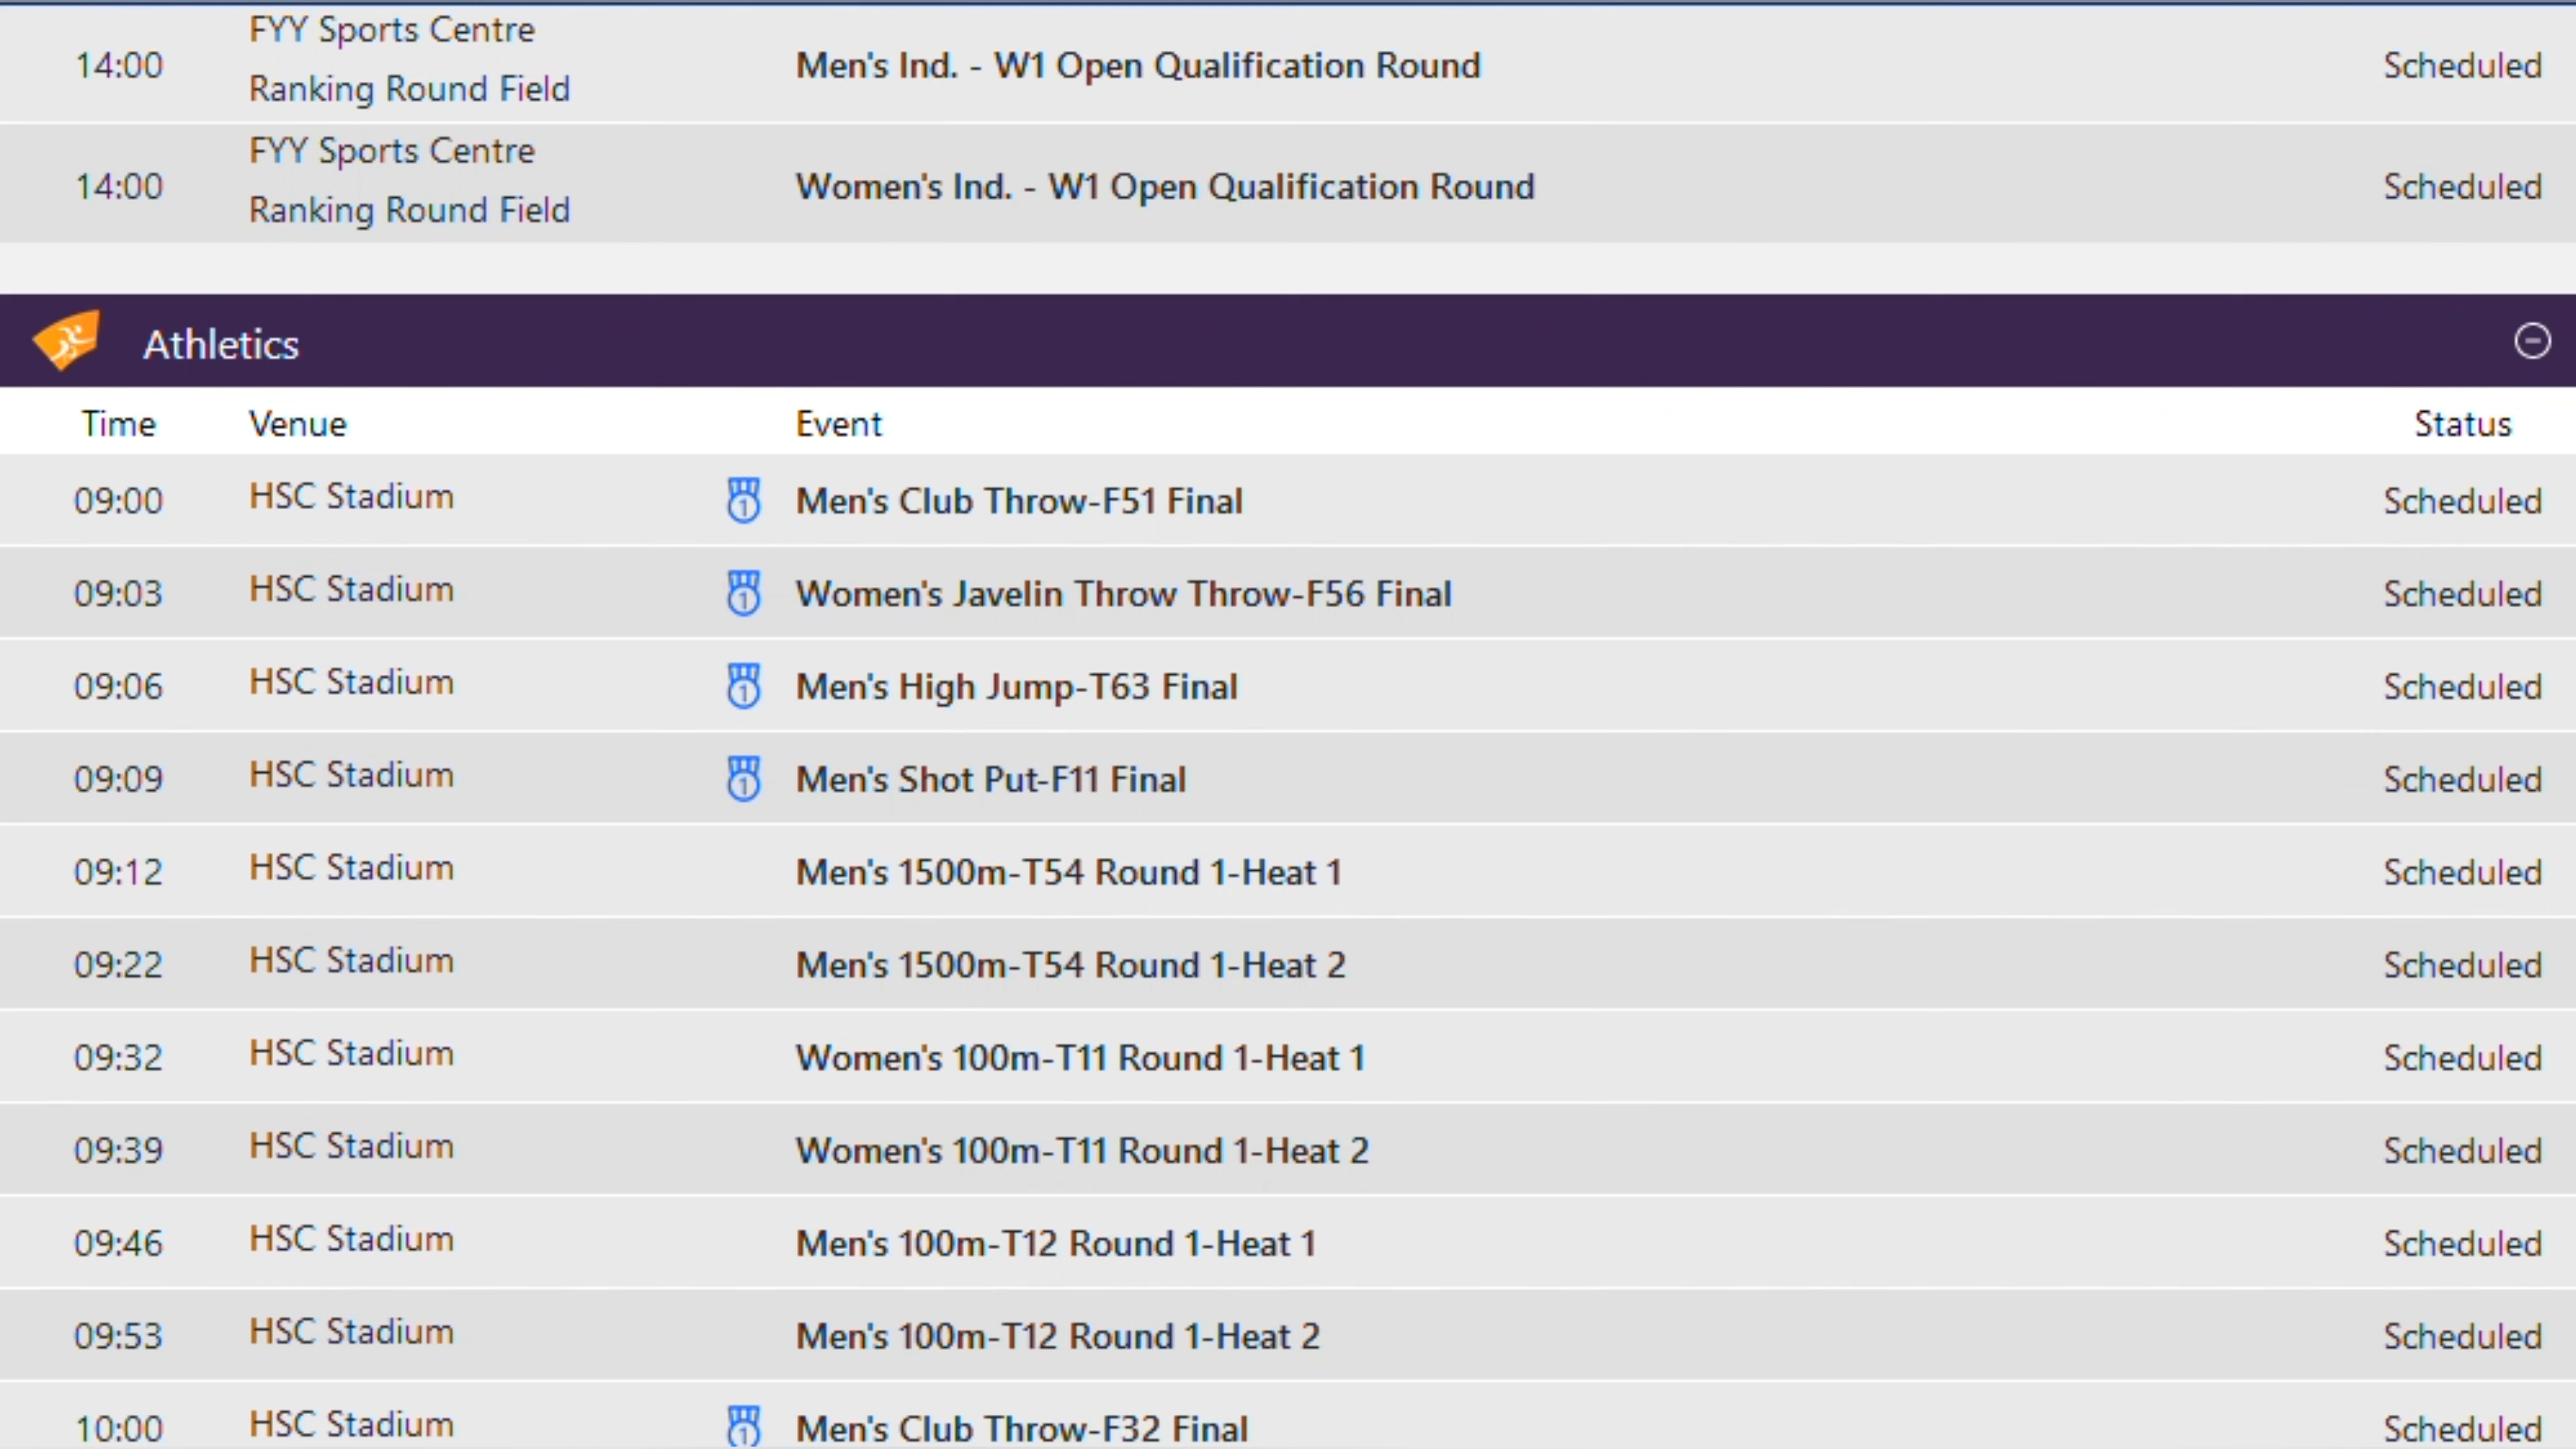 FYY Sports Centre
14:00 Men's Ind. - W1 Open Qualification Round Scheduled
Ranking Round Field
FYY Sports Centre
14:00 Women's Ind. - W1 Open Qualification Round Scheduled
Ranking Round Field
Athletics
Time Venue Event Status
09:00 HSC Stadium 1 Men's Club Throw-F51 Final Scheduled
09:03 HSC Stadium 1 Women's Javelin Throw Throw-F56 Final Scheduled
09:06 HSC Stadium 1 Men's High Jump-T63 Final Scheduled
09:09 HSC Stadium 1 Men's Shot Put-F11 Final Scheduled
09:12 HSC Stadium Men's 1500m-T54 Round 1-Heat 1 Scheduled
09:22 HSC Stadium Men's 1500m-T54 Round 1-Heat 2 Scheduled
09:32 HSC Stadium Women's 100m-T11 Round 1-Heat 1 Scheduled
09:39 HSC Stadium Women's 100m-T11 Round 1-Heat 2 Scheduled
09:46 HSC Stadium Men's 100m-T12 Round 1-Heat 1 Scheduled
09:53 HSC Stadium Men's 100m-T12 Round 1-Heat 2 Scheduled
10:00 HSC Stadium 1 Men's Club Throw-F32 Final Scheduled